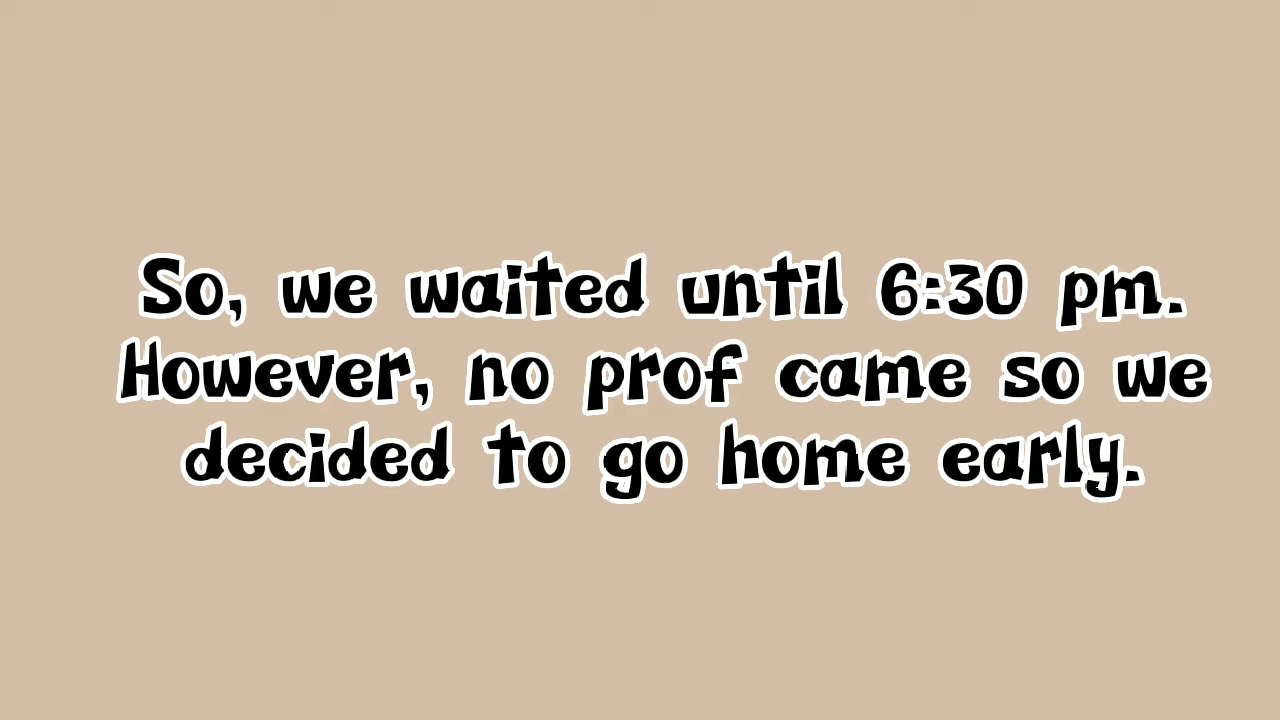 So, we waited until 6:30 pm.
However, no prof came so we
decided to go home early.